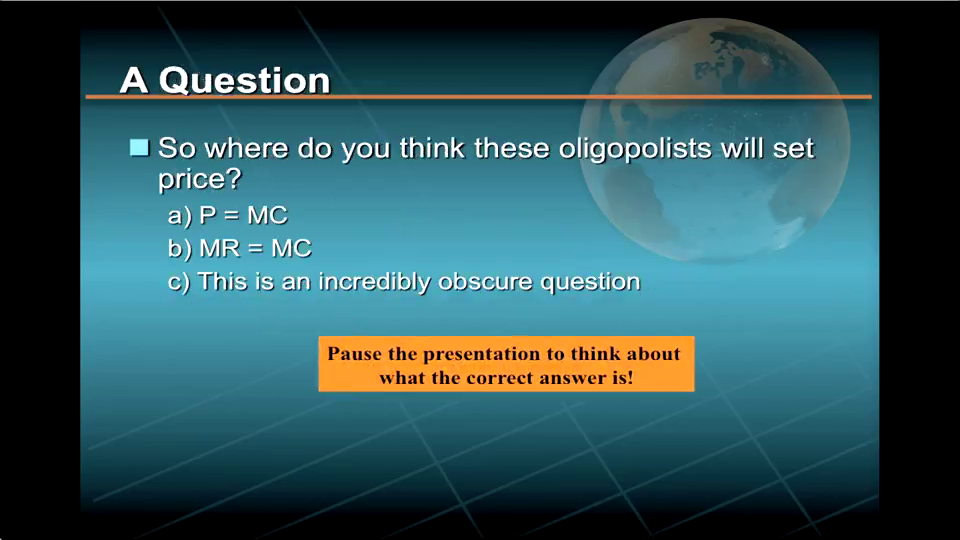 A Question
So where do you think these oligopolists will set
price?
a) P = MC
b) MR = MC
c) This is an incredibly obscure question
Pause the presentation to think about
what the correct answer is!